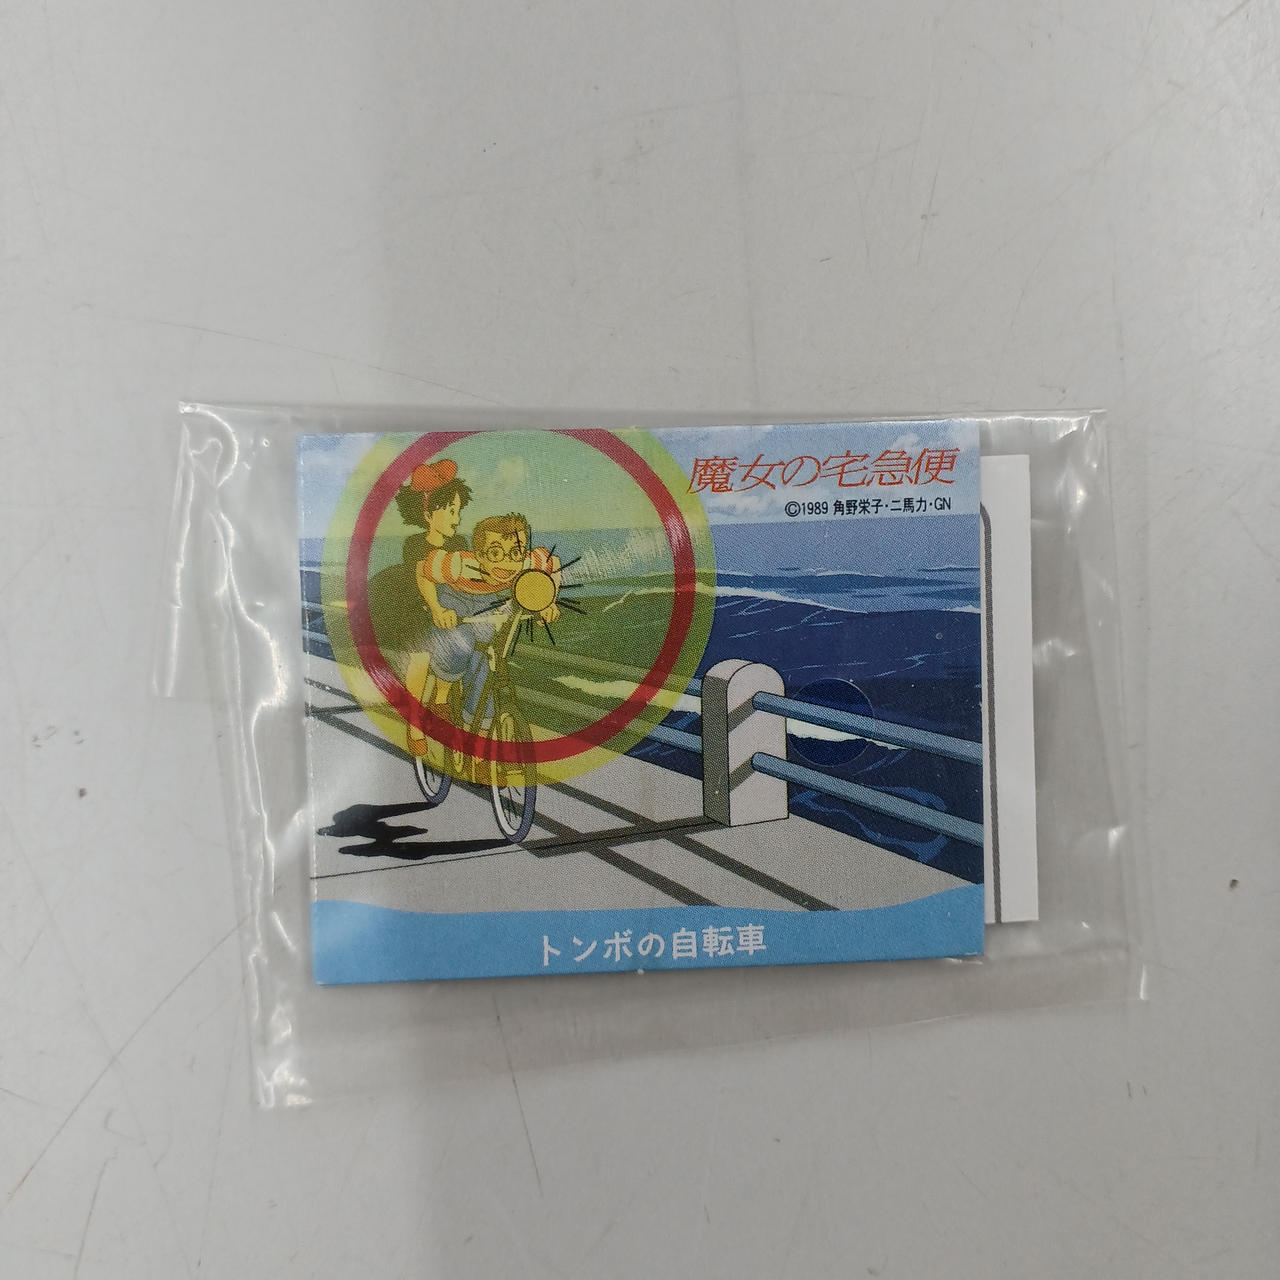 魔女の宅急便
©1989 角野栄子・二馬力・GN
トンボの自転車